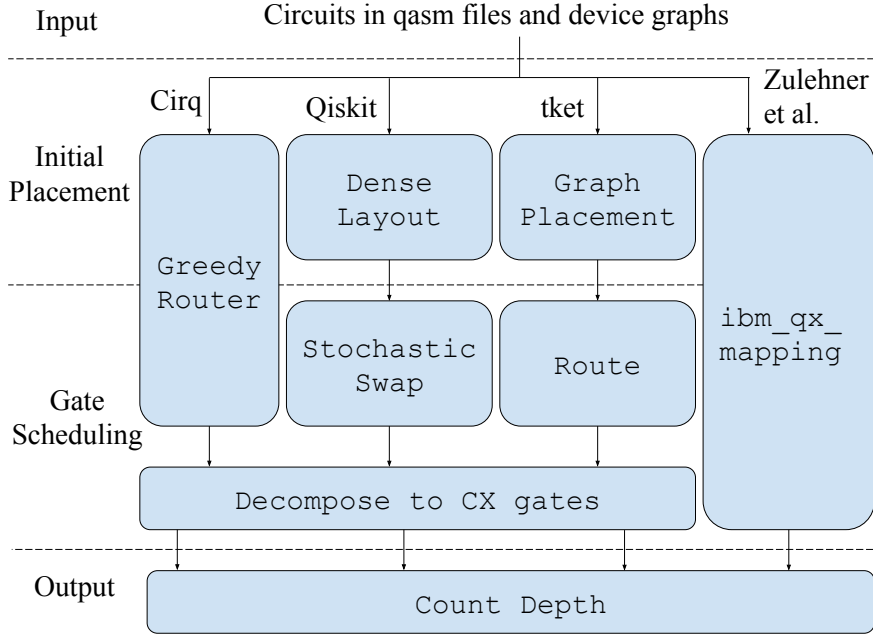 Input
Circuits in qasm files and device graphs
Cirq
Qiskit
tket
Zulehner
et al.
Initial
Placement
Dense
Layout
Graph
Placement
Greedy
Router
ibm_qx_
mapping
Stochastic
Swap
Route
Gate
Scheduling
Decompose to CX gates
Output
Count Depth